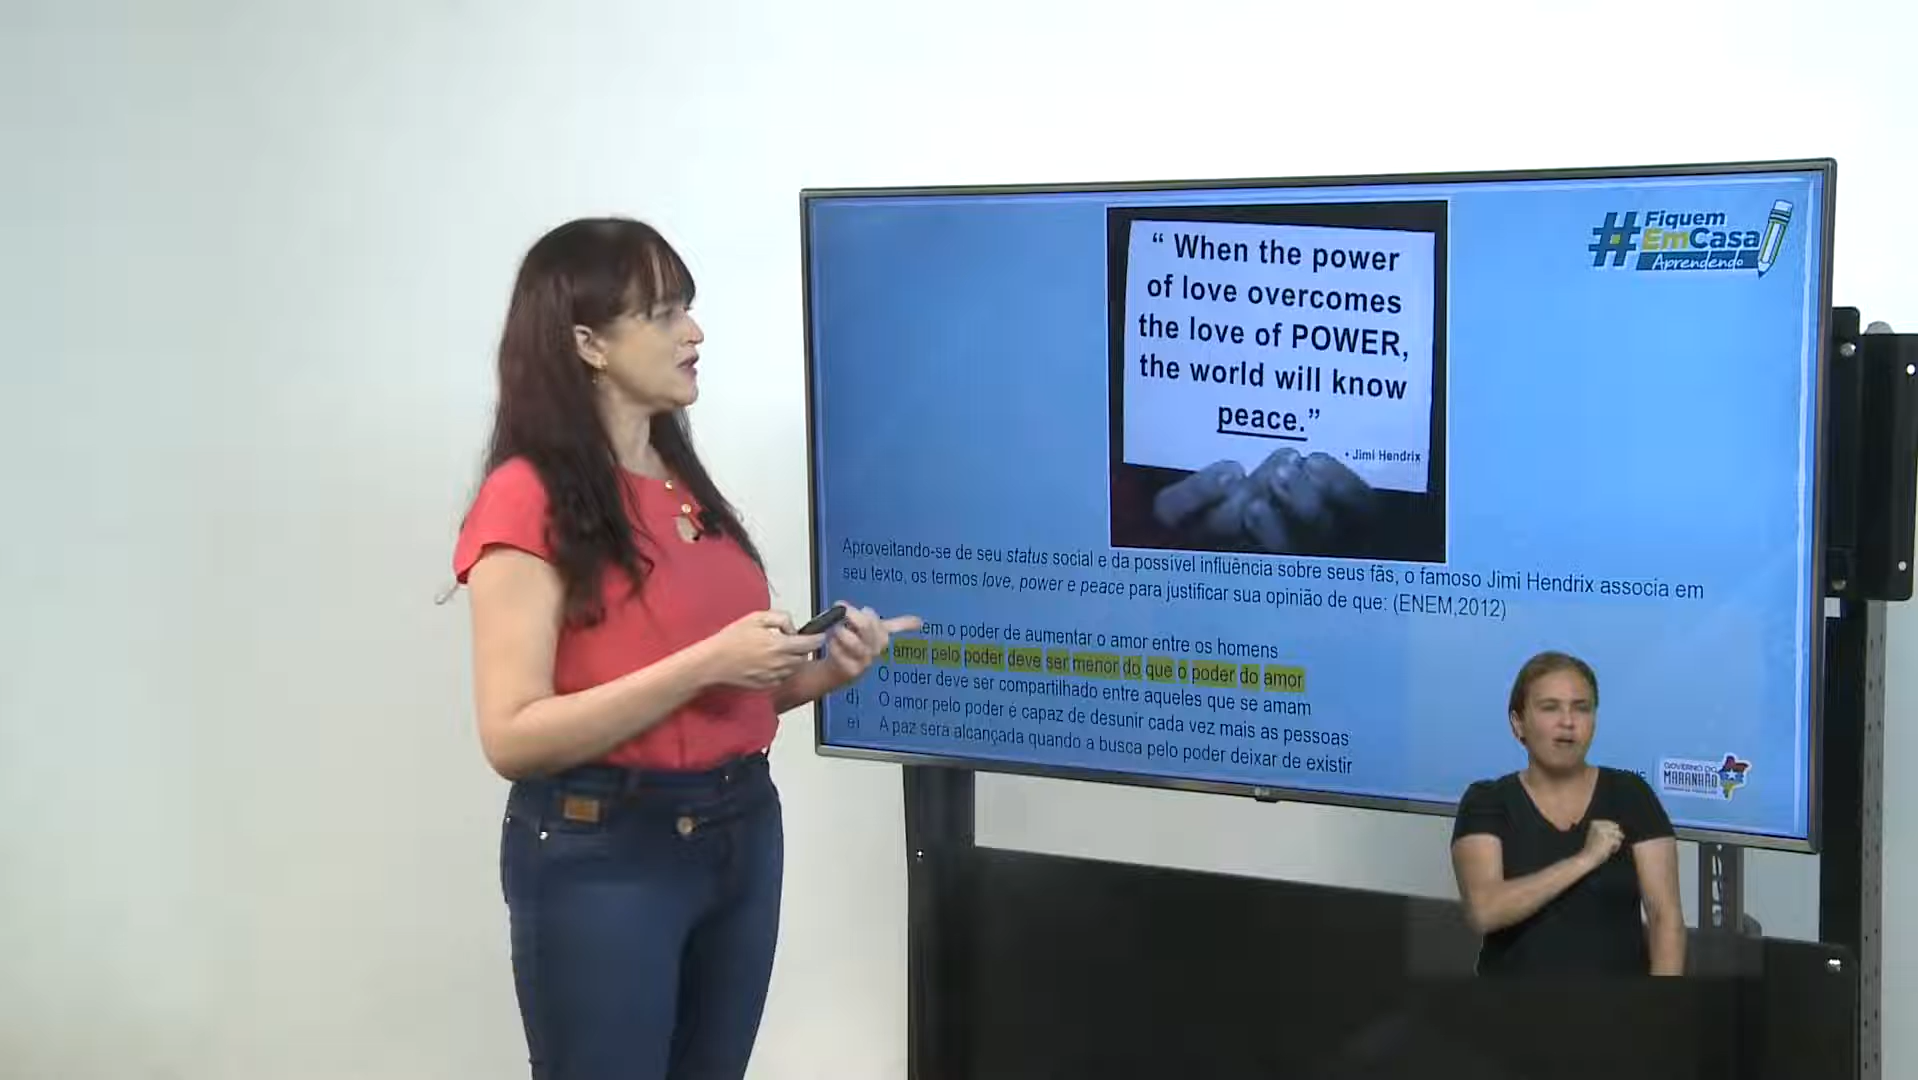 # Fiquem
EmCasa
Aprendendo
“ When the power
of love overcomes
the love of POWER,
the world will know
peace.”
• Jimi Hendrix
Aproveitando-se de seu status social e da possível influência sobre seus fãs, o famoso Jimi Hendrix associa em
seu texto, os termos love, power e peace para justificar sua opinião de que: (ENEM,2012)
o poder de aumentar o amor entre os homens
amor pelo poder deve ser menor do que o poder do amor
O poder deve ser compartilhado entre aqueles que se amam
d) O amor pelo poder é capaz de desunir cada vez mais as pessoas
e) A paz será alcançada quando a busca pelo poder deixar de existir
GOVERNO DO
MARANHÃO